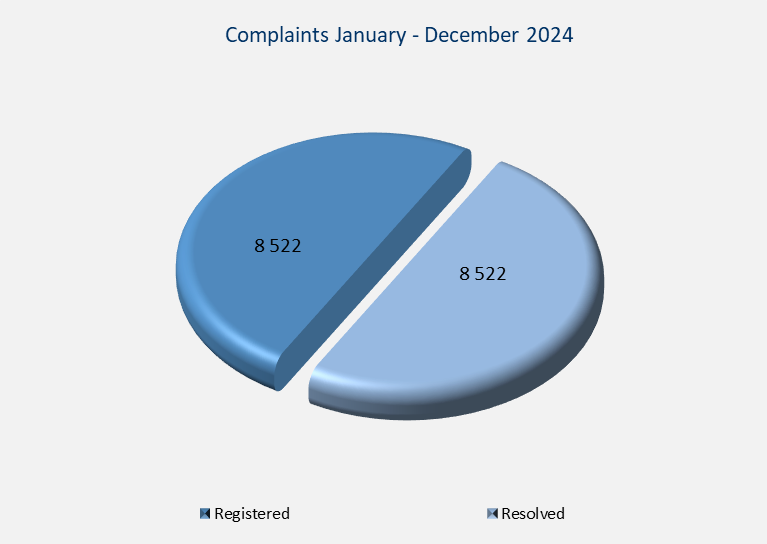 Complaints January - December 2024
8 522
8 522
Registered
Resolved